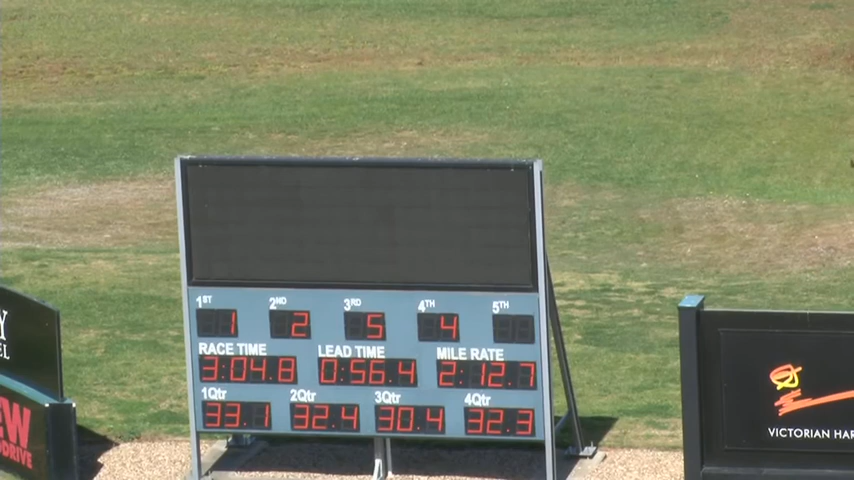 1ST 2ND 3RD 4TH 5TH
1 2 5 4
RACE TIME LEAD TIME MILE RATE
3:04.8 0:56.4 2:12.7
1Qtr 2Qtr 3Qtr 4Qtr
33.1 32.4 30.4 32.3
VICTORIAN HAR